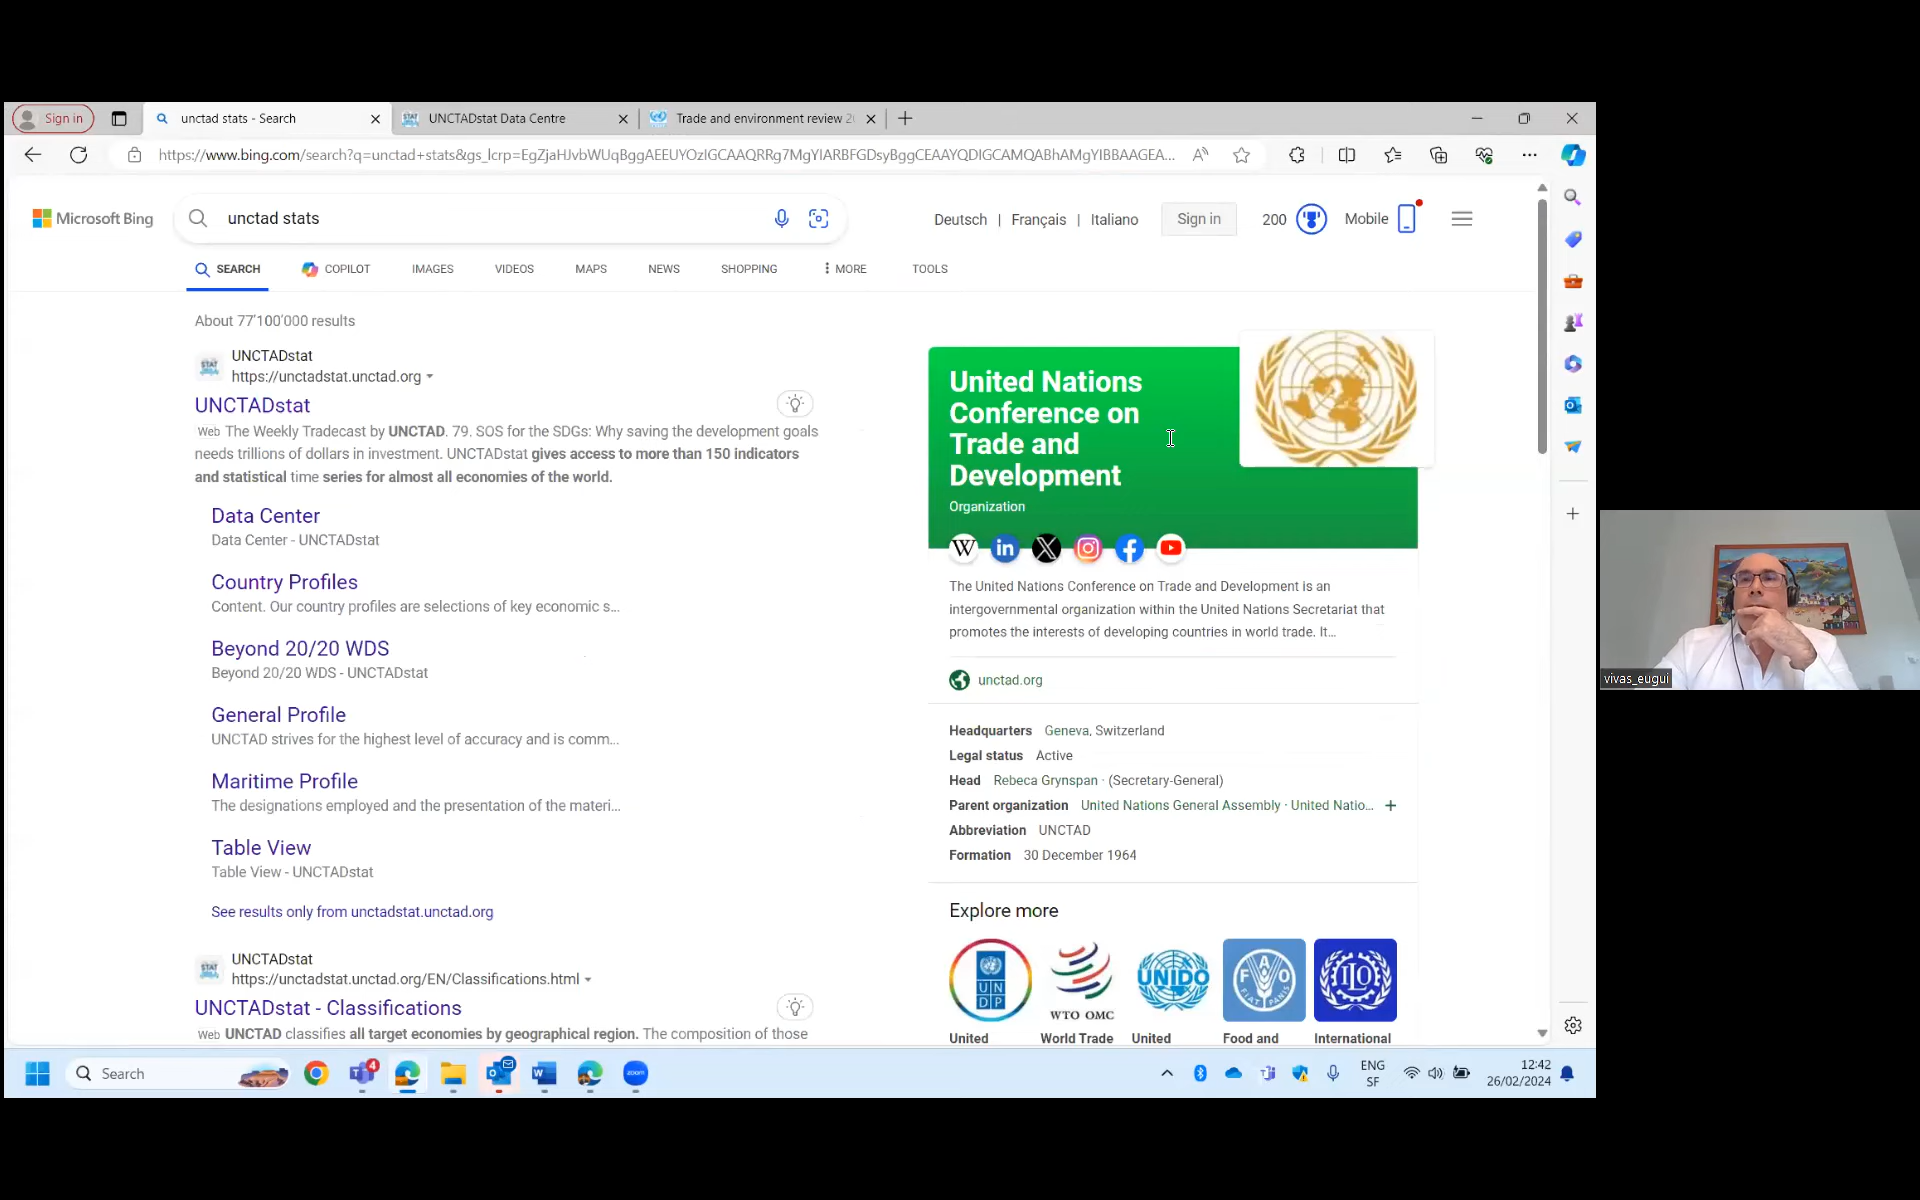 Sign in
unctad stats - Search
UNCTADstat Data Centre
Trade and environment review 2
https://www.bing.com/search?q=unctad+stats&gs_lcrp=EgZjaHJvbWUqBggAEEUYOzIGCAAQRRg7MgYIARBFGDsyBggCEAAYQDIGCAMQABhAMgYIBBAAGEA...
Microsoft Bing
unctad stats
Deutsch | Français | Italiano
Sign in
200
Mobile
SEARCH
COPILOT
IMAGES
VIDEOS
MAPS
NEWS
SHOPPING
MORE
TOOLS
About 77'100'000 results
UNCTADstat
https://unctadstat.unctad.org
UNCTADstat
Web The Weekly Tradecast by UNCTAD. 79. SOS for the SDGs: Why saving the development goals
needs trillions of dollars in investment. UNCTADstat gives access to more than 150 indicators
and statistical time series for almost all economies of the world.
Data Center
Data Center - UNCTADstat
Country Profiles
Content. Our country profiles are selections of key economic s...
Beyond 20/20 WDS
Beyond 20/20 WDS - UNCTADstat
General Profile
UNCTAD strives for the highest level of accuracy and is comm...
Maritime Profile
The designations employed and the presentation of the materi...
Table View
Table View - UNCTADstat
See results only from unctadstat.unctad.org
UNCTADstat
https://unctadstat.unctad.org/EN/Classifications.html
UNCTADstat - Classifications
Web UNCTAD classifies all target economies by geographical region. The composition of those
United Nations
Conference on
Trade and
Development
Organization
The United Nations Conference on Trade and Development is an
intergovernmental organization within the United Nations Secretariat that
promotes the interests of developing countries in world trade. It...
unctad.org
Headquarters Geneva, Switzerland
Legal status Active
Head Rebeca Grynspan · (Secretary-General)
Parent organization United Nations General Assembly · United Natio...
Abbreviation UNCTAD
Formation 30 December 1964
Explore more
UNDP
WTO OMC
UNIDO
FAO
FIAT PANIS
ILO
United
World Trade
United
Food and
International
vivas_eugui
Search
4
zoom
ENG
SF
12:42
26/02/2024